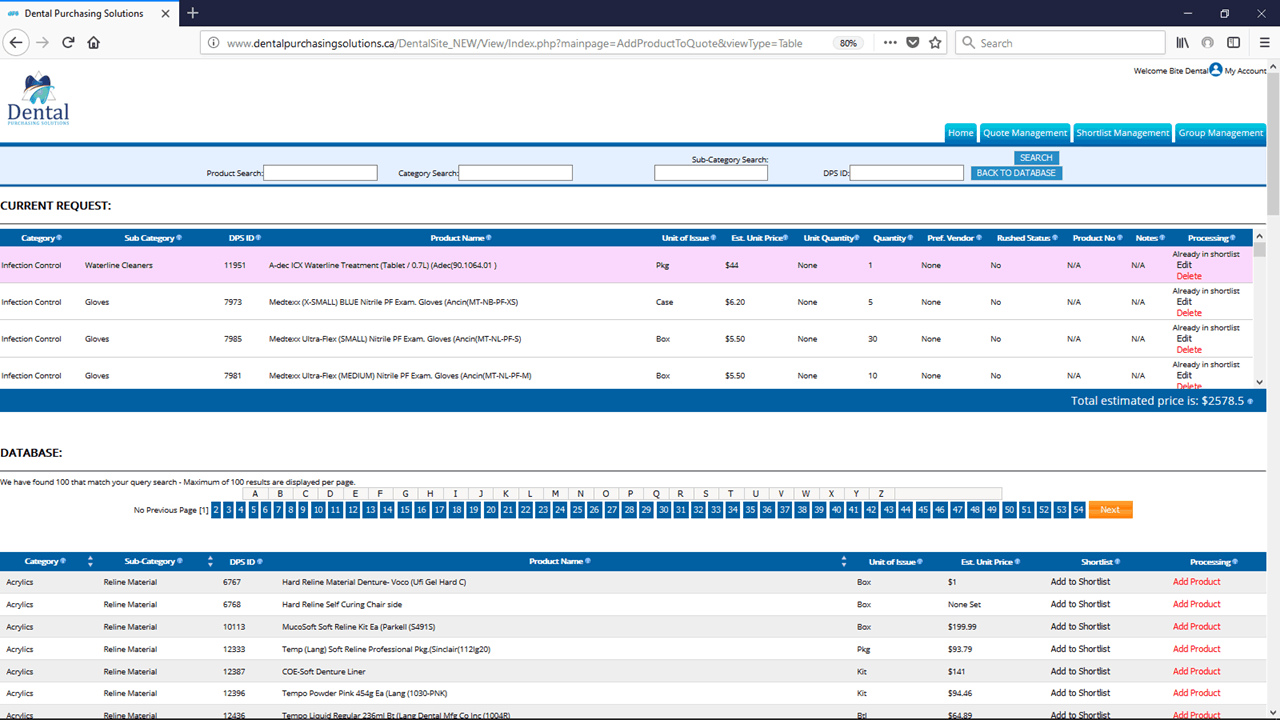 Dental Purchasing Solutions
www.dentalpurchasingsolutions.ca/DentalSite_NEW/View/Index.php?mainpage=AddProductToQuote&viewType=Table 80% Search
Welcome Bite Dental My Account
Dental
PURCHASING SOLUTIONS
Home Quote Management Shortlist Management Group Management
Product Search: Category Search: Sub-Category Search: DPS ID: SEARCH
BACK TO DATABASE
CURRENT REQUEST:
Category Sub Category DPS ID Product Name Unit of Issue Est. Unit Price Unit Quantity Quantity Pref. Vendor Rushed Status Product No Notes Processing
Infection Control Waterline Cleaners 11951 A-dec ICX Waterline Treatment (Tablet / 0.7L) (Adec(90.1064.01 ) Pkg $44 None 1 None No N/A N/A Already in shortlist
Edit
Delete
Infection Control Gloves 7973 Medtexx (X-SMALL) BLUE Nitrile PF Exam. Gloves (Ancin(MT-NB-PF-XS) Case $6.20 None 5 None No N/A N/A Already in shortlist
Edit
Delete
Infection Control Gloves 7985 Medtexx Ultra-Flex (SMALL) Nitrile PF Exam. Gloves (Ancin(MT-NL-PF-S) Box $5.50 None 30 None No N/A N/A Already in shortlist
Edit
Delete
Infection Control Gloves 7981 Medtexx Ultra-Flex (MEDIUM) Nitrile PF Exam. Gloves (Ancin(MT-NL-PF-M) Box $5.50 None 10 None No N/A N/A Already in shortlist
Edit
Delete
Total estimated price is: $2578.5
DATABASE:
We have found 100 that match your query search - Maximum of 100 results are displayed per page.
A B C D E F G H I J K L M N O P Q R S T U V W X Y Z
No Previous Page [1] 2 3 4 5 6 7 8 9 10 11 12 13 14 15 16 17 18 19 20 21 22 23 24 25 26 27 28 29 30 31 32 33 34 35 36 37 38 39 40 41 42 43 44 45 46 47 48 49 50 51 52 53 54 Next
Category Sub-Category DPS ID Product Name Unit of Issue Est. Unit Price Shortlist Processing
Acrylics Reline Material 6767 Hard Reline Material Denture- Voco (Ufi Gel Hard C) Box $1 Add to Shortlist Add Product
Acrylics Reline Material 6768 Hard Reline Self Curing Chair side Box None Set Add to Shortlist Add Product
Acrylics Reline Material 10113 MucoSoft Soft Reline Kit Ea (Parkell (S491S) Box $199.99 Add to Shortlist Add Product
Acrylics Reline Material 12333 Temp (Lang) Soft Reline Professional Pkg.(Sinclair(112lg20) Pkg $93.79 Add to Shortlist Add Product
Acrylics Reline Material 12387 COE-Soft Denture Liner Kit $141 Add to Shortlist Add Product
Acrylics Reline Material 12396 Tempo Powder Pink 454g Ea (Lang (1030-PNK) Kit $94.46 Add to Shortlist Add Product
Acrylics Reline Material 12436 Tempo Liquid Regular 236ml Bt (Lang Dental Mfg Co Inc (1004R) Btl $64.89 Add to Shortlist Add Product